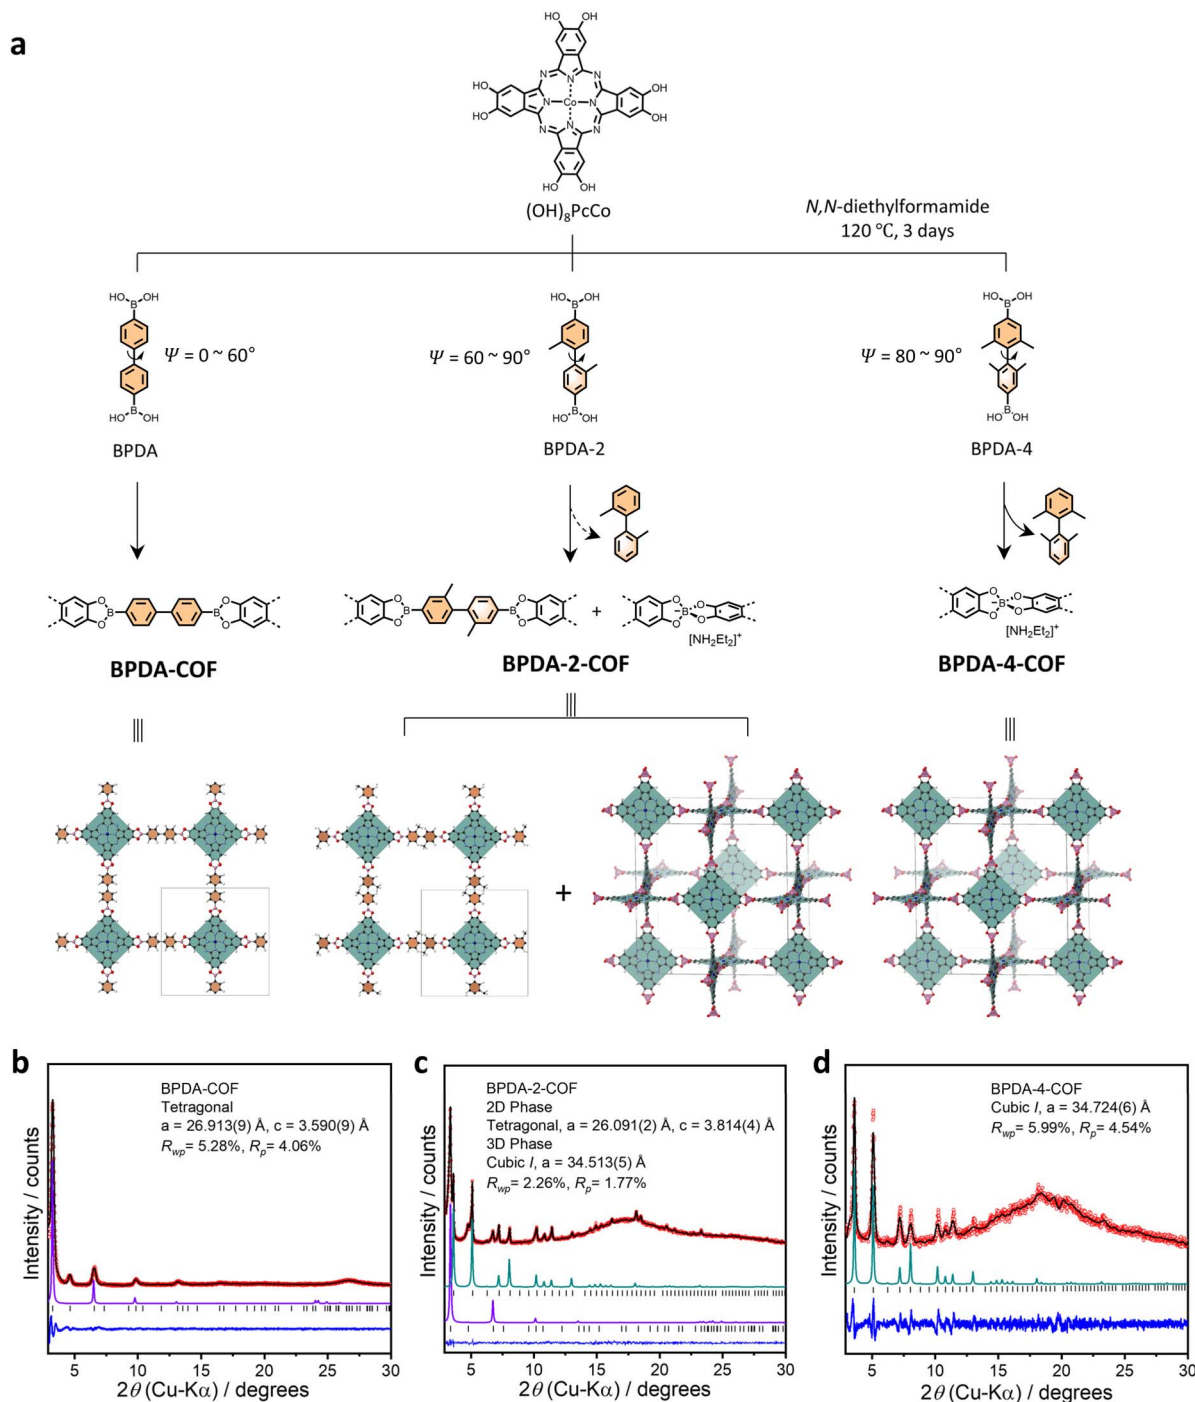 a
HO OH
HO
HO
OH
OH
HO OH
N N N N N N N N Co
(OH)₈PcCo
N,N-diethylformamide
120 °C, 3 days
HO OH
B
Ψ = 0 ~ 60°
B
HO OH
BPDA
HO OH
B
Ψ = 60 ~ 90°
B
HO OH
BPDA-2
HO OH
B
Ψ = 80 ~ 90°
B
HO OH
BPDA-4
O B O
O B O
BPDA-COF
O B O
O B O
+
O B O
[NH₂Et₂]⁺
BPDA-2-COF
O B O
[NH₂Et₂]⁺
BPDA-4-COF
+
b
BPDA-COF
Tetragonal
a = 26.913(9) Å, c = 3.590(9) Å
Rwp= 5.28%, Rp= 4.06%
Intensity / counts
5 10 15 20 25 30
2θ (Cu-Kα) / degrees
c
BPDA-2-COF
2D Phase
Tetragonal, a = 26.091(2) Å, c = 3.814(4) Å
3D Phase
Cubic I, a = 34.513(5) Å
Rwp= 2.26%, Rp= 1.77%
Intensity / counts
5 10 15 20 25 30
2θ (Cu-Kα) / degrees
d
BPDA-4-COF
Cubic I, a = 34.724(6) Å
Rwp= 5.99%, Rp= 4.54%
Intensity / counts
5 10 15 20 25 30
2θ (Cu-Kα) / degrees